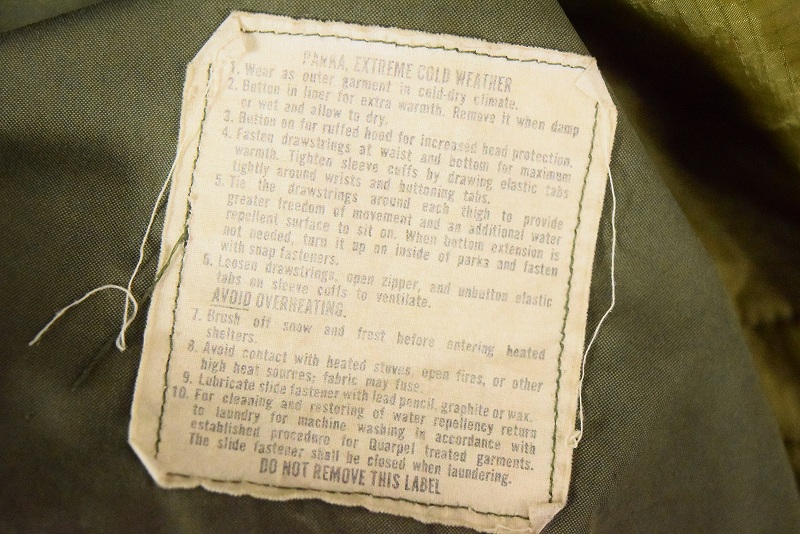 PARKA, EXTREME COLD WEATHER
1. Wear as outer garment in cold-dry climate.
2. Button in liner for extra warmth. Remove it when damp
or wet and allow to dry.
3. Button on fur ruffed hood for increased head protection.
4. Fasten drawstrings at waist and bottom for maximum
warmth. Tighten sleeve cuffs by drawing elastic tabs
tightly around wrists and buttoning tabs.
5. Tie the drawstrings around each thigh to provide
greater freedom of movement and an additional water
repellent surface to sit on. When bottom extension is
not needed, turn it up on inside of parka and fasten
with snap fasteners.
6. Loosen drawstrings, open zipper, and unbutton elastic
tabs on sleeve cuffs to ventilate.
AVOID OVERHEATING.
7. Brush off snow and frost before entering heated
shelters.
8. Avoid contact with heated stoves, open fires, or other
high heat sources; fabric may fuse.
9. Lubricate slide fastener with lead pencil, graphite or wax.
10. For cleaning and restoring of water repellency return
to laundry for machine washing in accordance with
established procedure for Quarpel treated garments.
The slide fastener shall be closed when laundering.
DO NOT REMOVE THIS LABEL